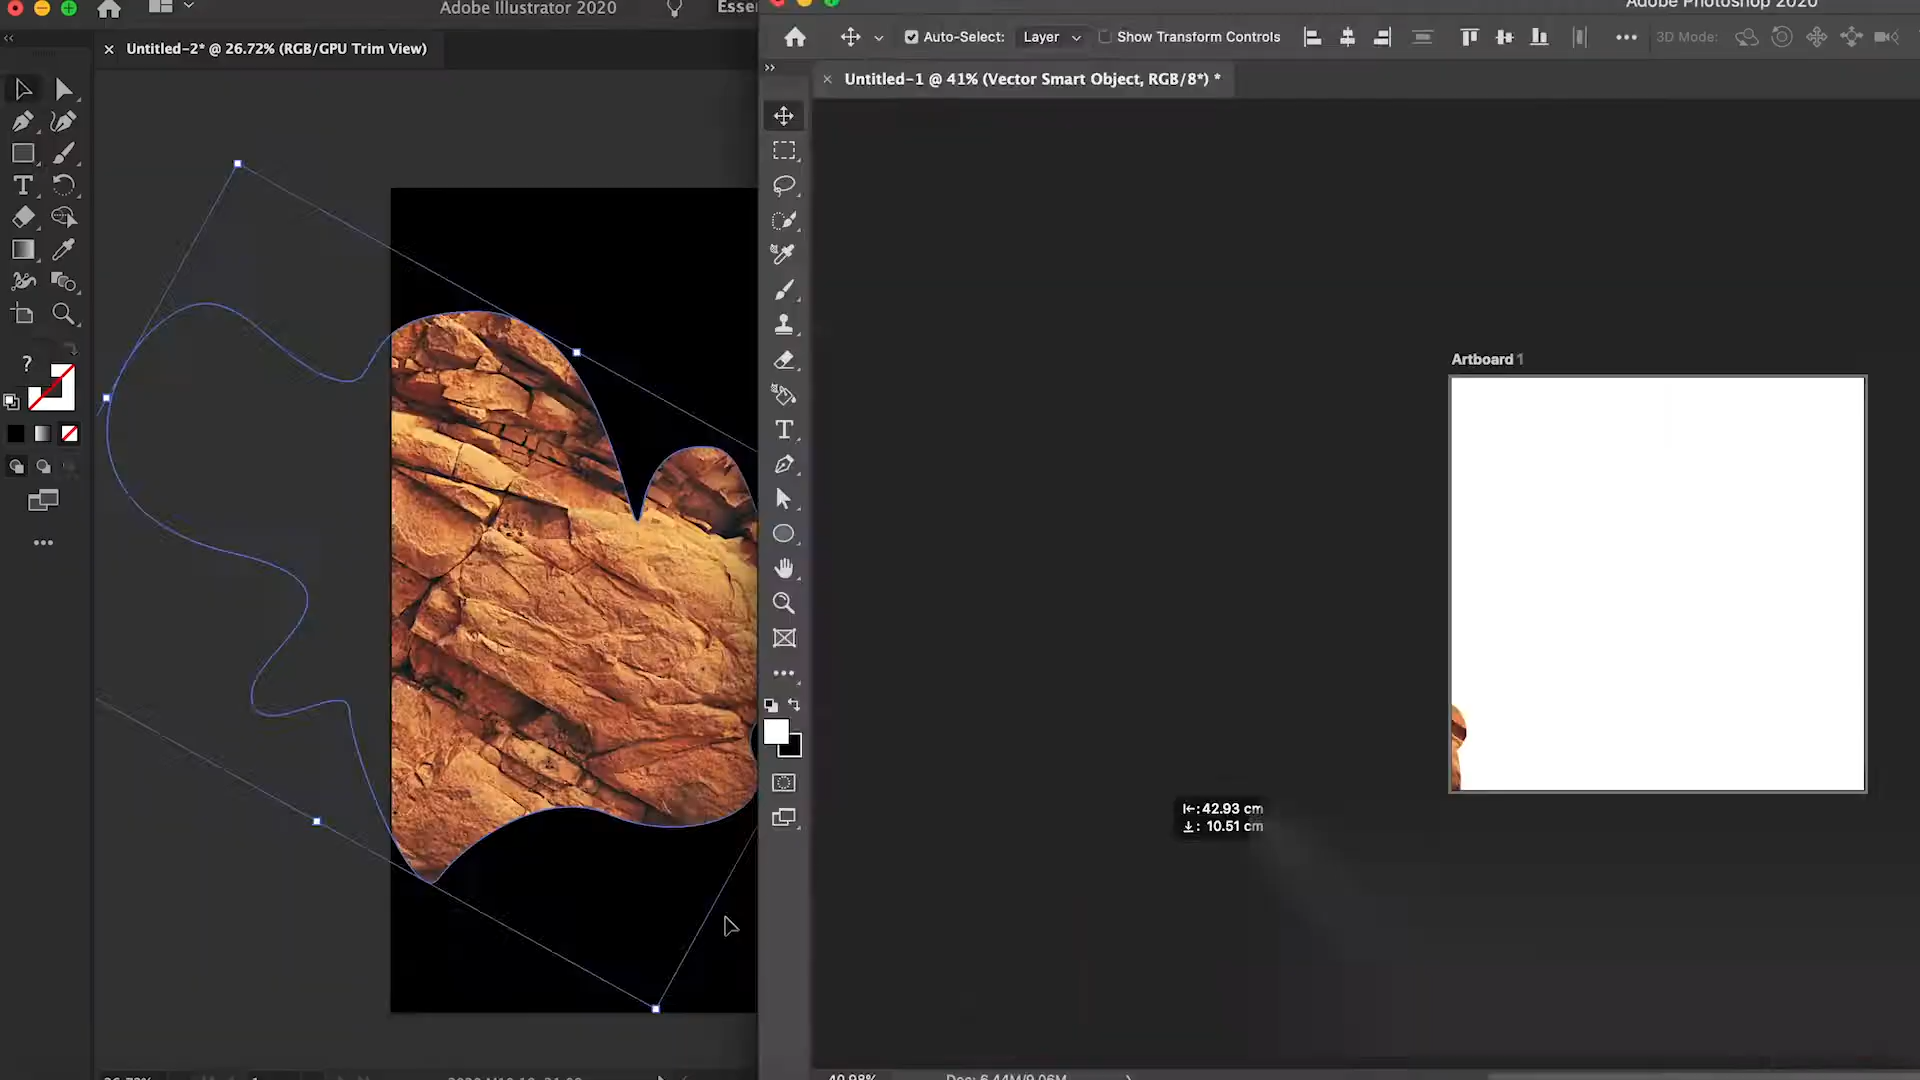 Adobe Illustrator 2020
Esse
Untitled-2* @ 26.72% (RGB/GPU Trim View)
Adobe Photoshop 2020
Auto-Select:
Layer
Show Transform Controls
3D Mode:
Untitled-1 @ 41% (Vector Smart Object, RGB/8*) *
Artboard 1
: 42.93 cm
: 10.51 cm
40.98%
Doc: 6.44M/9.06M